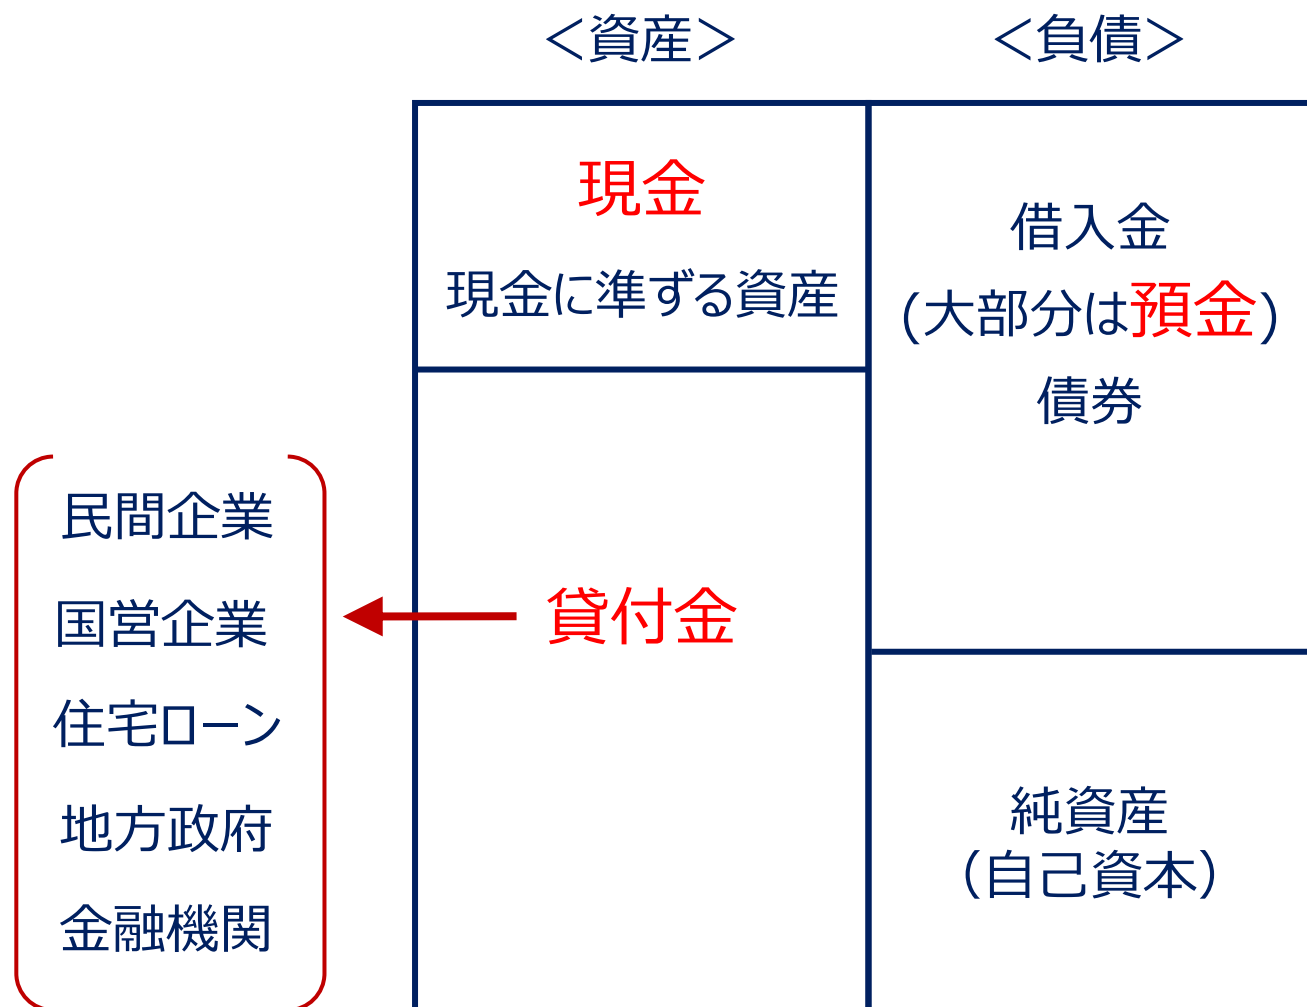 ＜資産＞
＜負債＞
現金
現金に準ずる資産
借入金
(大部分は預金)
債券
貸付金
民間企業
国営企業
住宅ローン
地方政府
金融機関
純資産
（自己資本）